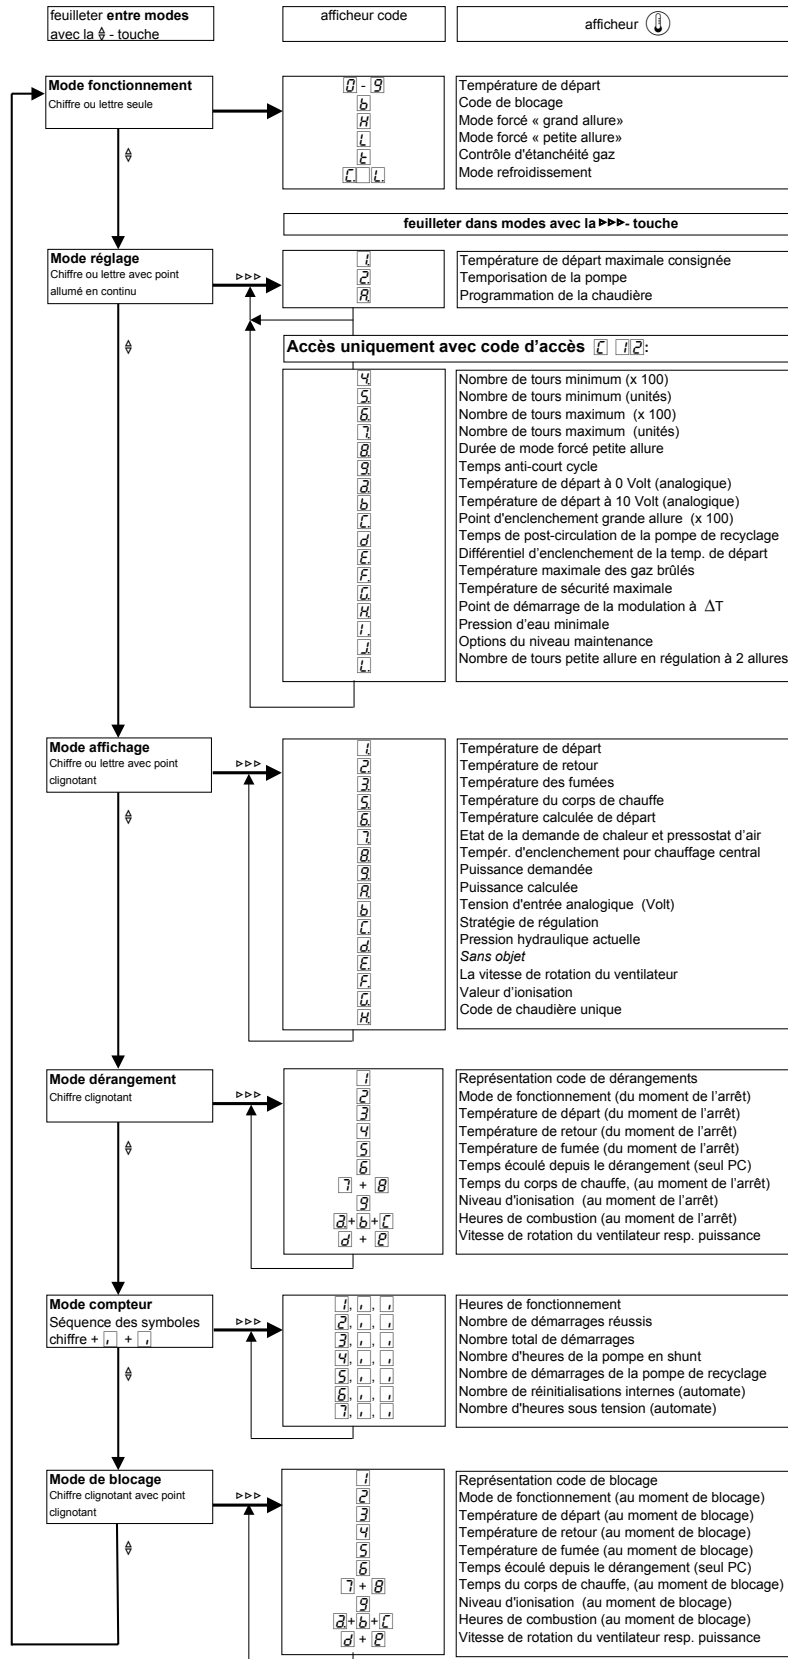 feuilleter entre modes
avec la ⇳ - touche
afficheur code
afficheur
Mode fonctionnement
Chiffre ou lettre seule
0 - 9 Température de départ
b Code de blocage
H Mode forcé « grand allure»
L Mode forcé « petite allure»
t Contrôle d'étanchéité gaz
C. L. Mode refroidissement
feuilleter dans modes avec la ▷▷▷- touche
Mode réglage
Chiffre ou lettre avec point
allumé en continu
▷▷▷
1. Température de départ maximale consignée
2. Temporisation de la pompe
A. Programmation de la chaudière
Accès uniquement avec code d'accès C 12:
4. Nombre de tours minimum (x 100)
5. Nombre de tours minimum (unités)
6. Nombre de tours maximum (x 100)
7. Nombre de tours maximum (unités)
8. Durée de mode forcé petite allure
9. Temps anti-court cycle
a. Température de départ à 0 Volt (analogique)
b. Température de départ à 10 Volt (analogique)
C. Point d'enclenchement grande allure (x 100)
d. Temps de post-circulation de la pompe de recyclage
E. Différentiel d'enclenchement de la temp. de départ
F. Température maximale des gaz brûlés
G. Température de sécurité maximale
H. Point de démarrage de la modulation à ΔT
I. Pression d'eau minimale
J. Options du niveau maintenance
L. Nombre de tours petite allure en régulation à 2 allures
Mode affichage
Chiffre ou lettre avec point
clignotant
▷▷▷
1. Température de départ
2. Température de retour
3. Température des fumées
5. Température du corps de chauffe
6. Température calculée de départ
7. Etat de la demande de chaleur et pressostat d'air
8. Tempér. d'enclenchement pour chauffage central
9. Puissance demandée
A. Puissance calculée
b. Tension d'entrée analogique (Volt)
C. Stratégie de régulation
d. Pression hydraulique actuelle
E. Sans objet
F. La vitesse de rotation du ventilateur
G. Valeur d'ionisation
H. Code de chaudière unique
Mode dérangement
Chiffre clignotant
▷▷▷
1 Représentation code de dérangements
2 Mode de fonctionnement (du moment de l'arrêt)
3 Température de départ (du moment de l'arrêt)
4 Température de retour (du moment de l'arrêt)
5 Température de fumée (du moment de l'arrêt)
6 Temps écoulé depuis le dérangement (seul PC)
7 + 8 Temps du corps de chauffe, (au moment de l'arrêt)
9 Niveau d'ionisation (au moment de l'arrêt)
a.+b+C Heures de combustion (au moment de l'arrêt)
d + e Vitesse de rotation du ventilateur resp. puissance
Mode compteur
Séquence des symboles
chiffre + ı + ı
▷▷▷
1, ı, ı Heures de fonctionnement
2, ı, ı Nombre de démarrages réussis
3, ı, ı Nombre total de démarrages
4, ı, ı Nombre d'heures de la pompe en shunt
5, ı, ı Nombre de démarrages de la pompe de recyclage
6, ı, ı Nombre de réinitialisations internes (automate)
7, ı, ı Nombre d'heures sous tension (automate)
Mode de blocage
Chiffre clignotant avec point
clignotant
▷▷▷
1 Représentation code de blocage
2 Mode de fonctionnement (au moment de blocage)
3 Température de départ (au moment de blocage)
4 Température de retour (au moment de blocage)
5 Température de fumée (au moment de blocage)
6 Temps écoulé depuis le dérangement (seul PC)
7 + 8 Temps du corps de chauffe, (au moment de blocage)
9 Niveau d'ionisation (au moment de blocage)
a+b+C Heures de combustion (au moment de blocage)
d + e Vitesse de rotation du ventilateur resp. puissance